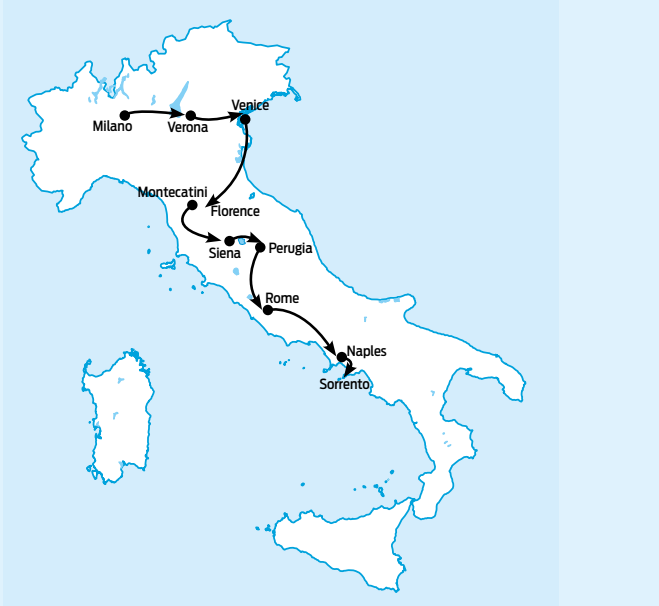 Venice
Milano
Verona
Montecatini
Florence
Siena
Perugia
Rome
Naples
Sorrento